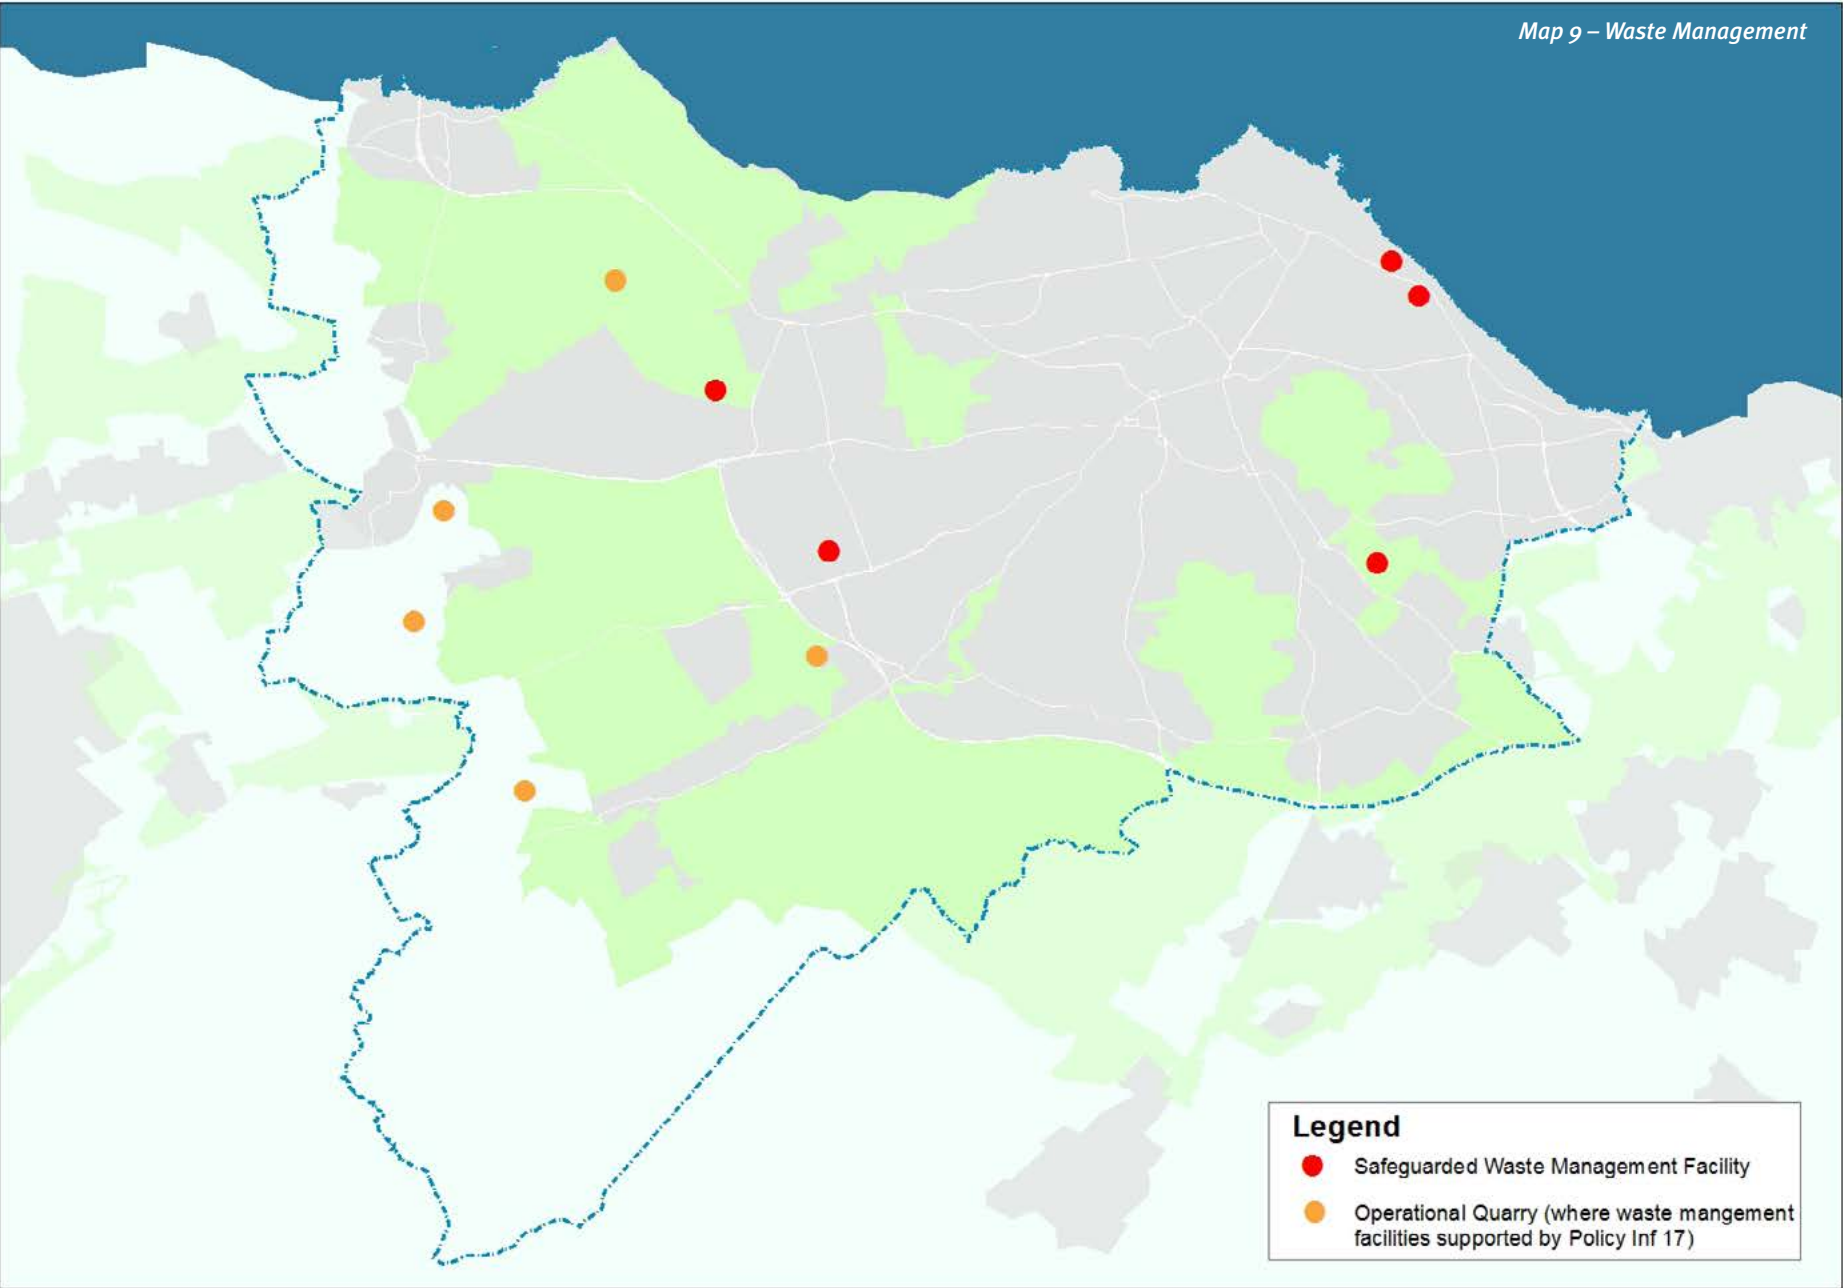 Map 9 – Waste Management
Legend
Safeguarded Waste Management Facility
Operational Quarry (where waste mangement
facilities supported by Policy Inf 17)